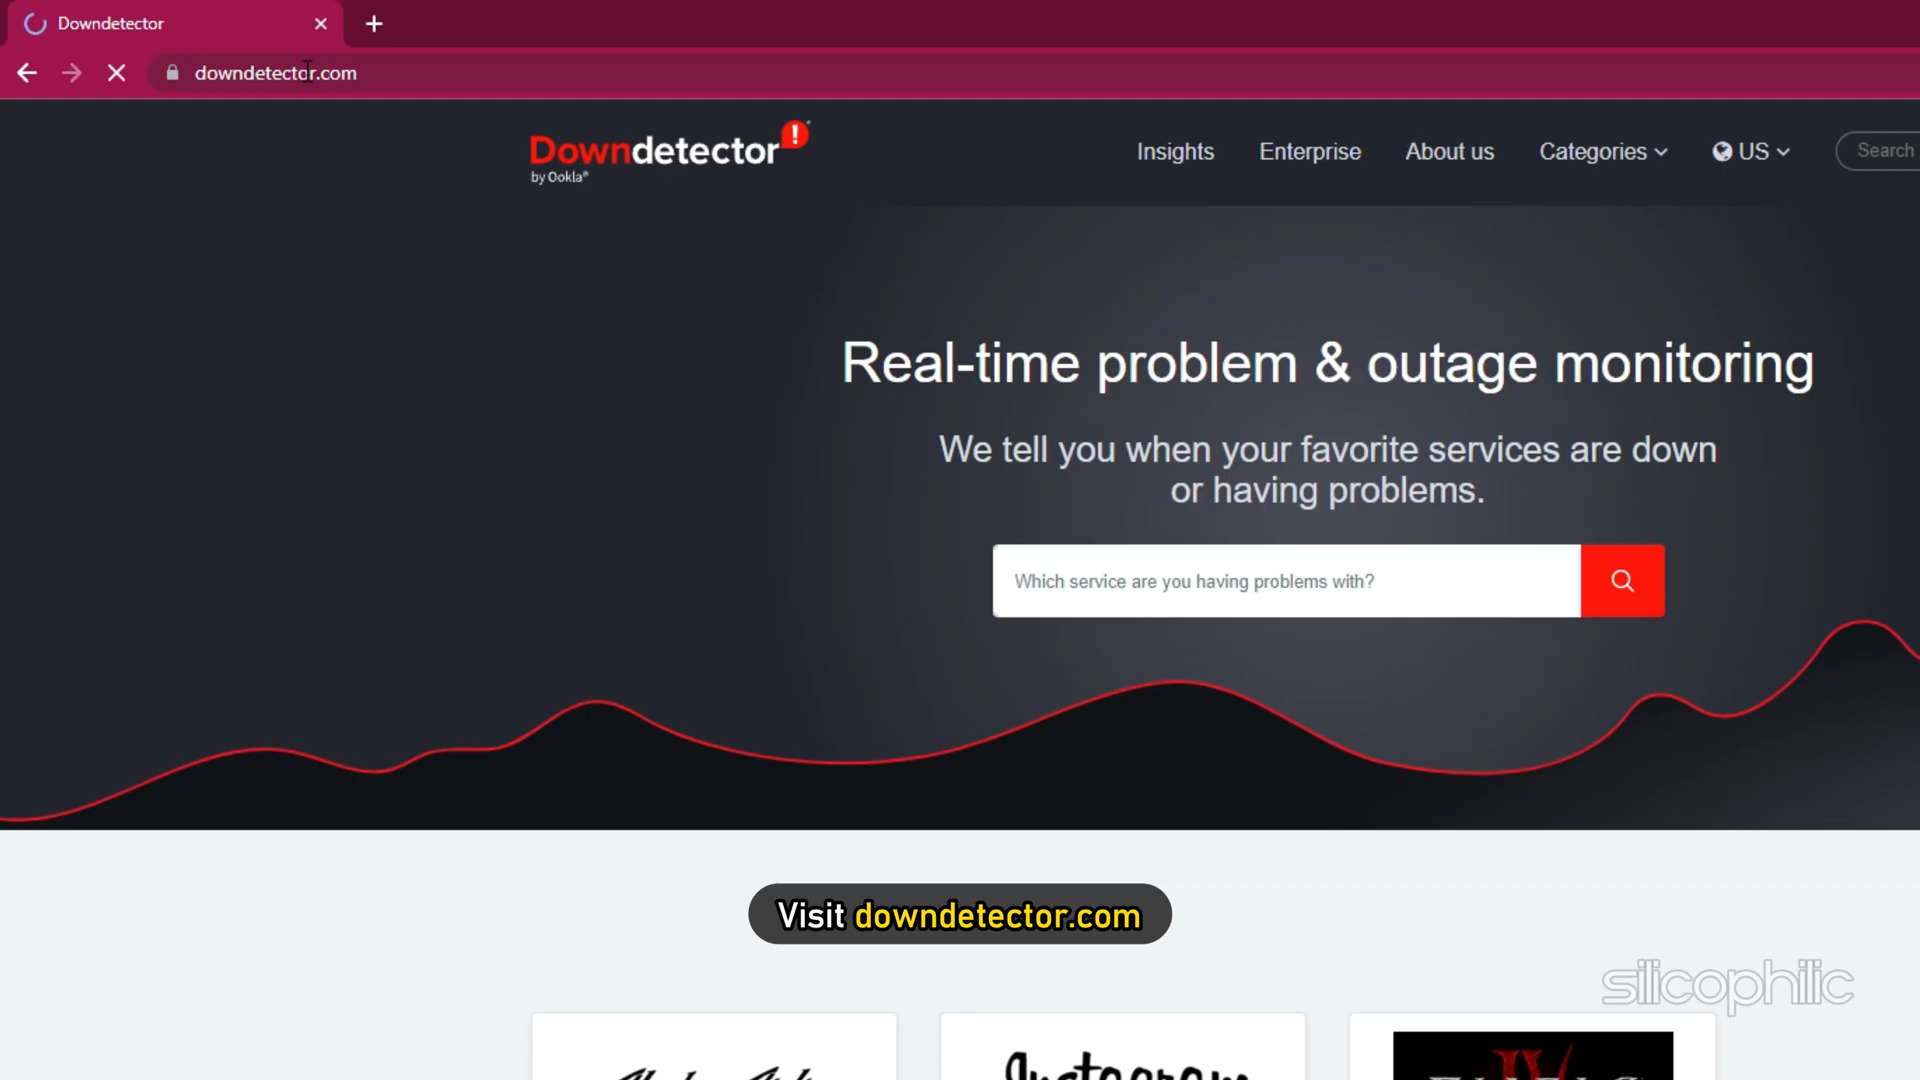 Downdetector
downdetector.com
Downdetector!
by Ookla®
Insights
Enterprise
About us
Categories
US
Search
Real-time problem & outage monitoring
We tell you when your favorite services are down
or having problems.
Which service are you having problems with?
Visit downdetector.com
silicophilic
Instagram
IV